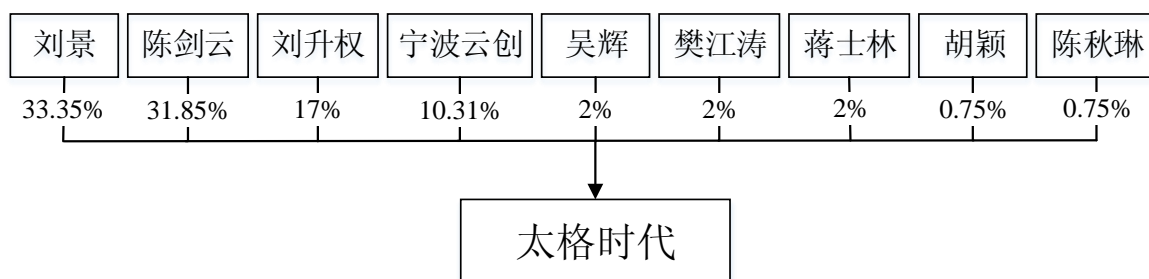 刘景 陈剑云 刘升权 宁波云创 吴辉 樊江涛 蒋士林 胡颖 陈秋琳
33.35% 31.85% 17% 10.31% 2% 2% 2% 0.75% 0.75%
太格时代